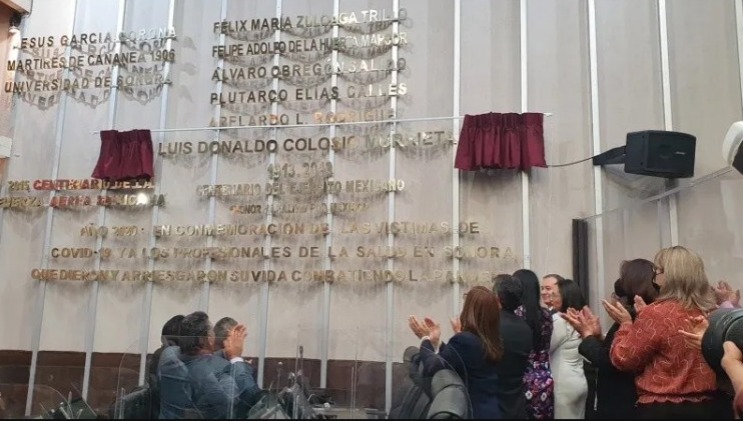 JESUS GARCIA CORONA
MARTIRES DE CANANEA 1906
UNIVERSIDAD DE SONORA
FÉLIX MARIA ZULOAGA TRILLO
FELIPE ADOLFO DE LA HUERTA MARCOR
ALVARO OBREGON SALIDO
PLUTARCO ELIAS CALLES
ABELARDO L. RODRIGUEZ
LUIS DONALDO COLOSIO MURRIETA
1913-2013
2015 CENTENARIO DE LA
FUERZA AEREA MEXICANA
CENTENARIO DEL EJERCITO MEXICANO
AÑO 2020: EN CONMEMORACIÓN DE LAS VICTIMAS DE
COVID-19 Y A LOS PROFESIONALES DE LA SALUD EN SONORA
QUE DIERON Y ARRIESGARON SU VIDA COMBATIENDO LA PANDEMIA